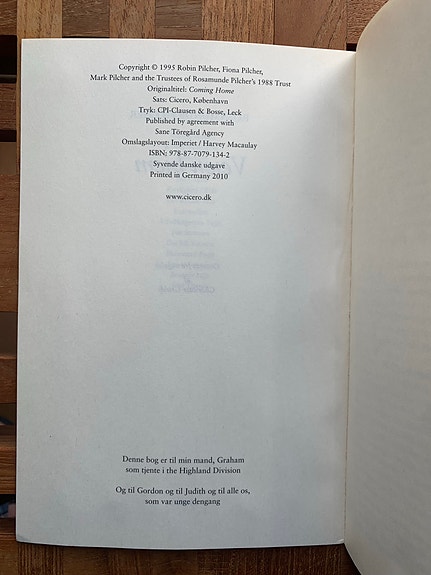 Copyright © 1995 Robin Pilcher, Fiona Pilcher,
Mark Pilcher and the Trustees of Rosamunde Pilcher's 1988 Trust
Originaltitel: Coming Home
Sats: Cicero, København
Tryk: CPI-Clausen & Bosse, Leck
Published by agreement with
Sane Töregård Agency
Omslagslayout: Imperiet / Harvey Macaulay
ISBN: 978-87-7079-134-2
Syvende danske udgave
Printed in Germany 2010
www.cicero.dk
Denne bog er til min mand, Graham
som tjente i the Highland Division
Og til Gordon og til Judith og til alle os,
som var unge dengang